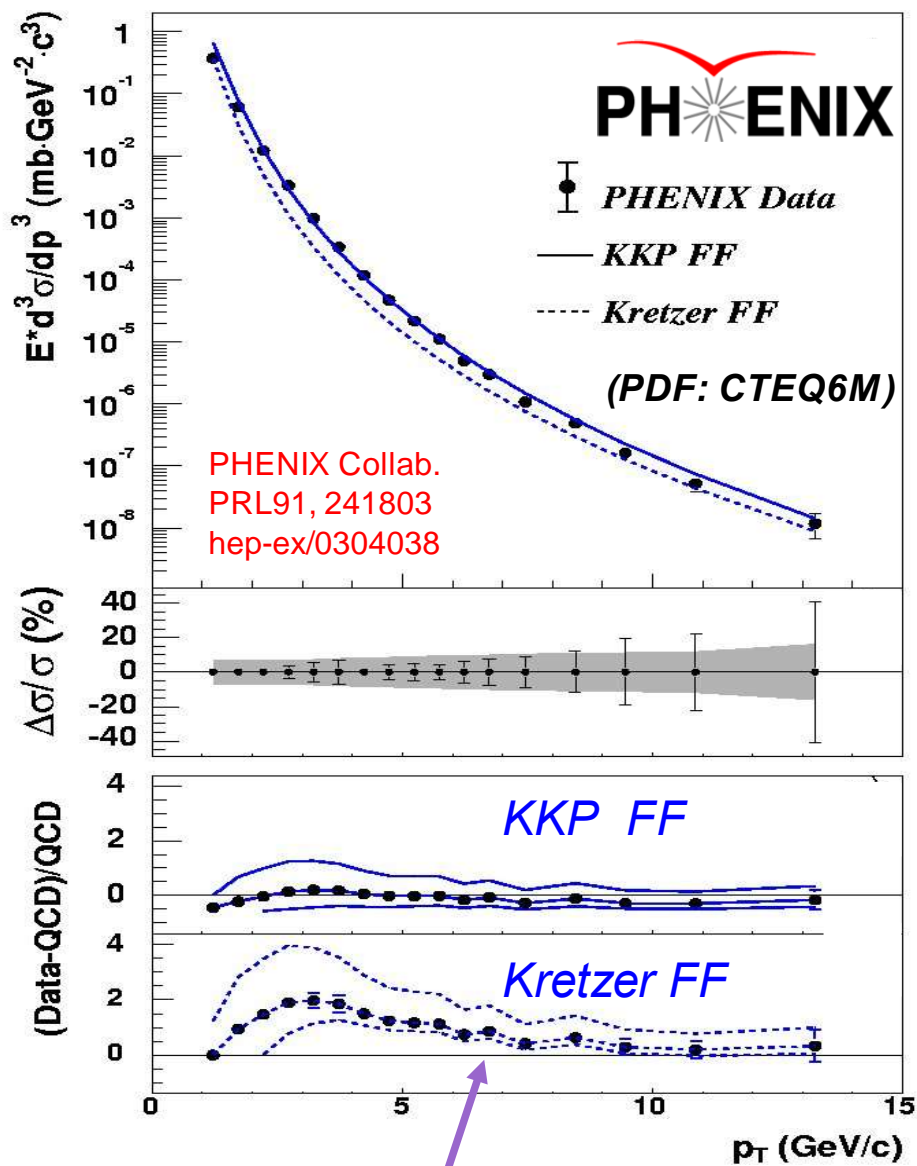 PHENIX
E*d³σ/dp³ (mb·GeV⁻²·c³)
1
10⁻¹
10⁻²
10⁻³
10⁻⁴
10⁻⁵
10⁻⁶
10⁻⁷
10⁻⁸
PHENIX Data
KKP FF
Kretzer FF
(PDF: CTEQ6M)
PHENIX Collab.
PRL91, 241803
hep-ex/0304038
Δσ/σ (%)
40
20
0
-20
-40
(Data-QCD)/QCD
4
2
0
KKP FF
4
2
0
Kretzer FF
0 5 10 15
p_T (GeV/c)